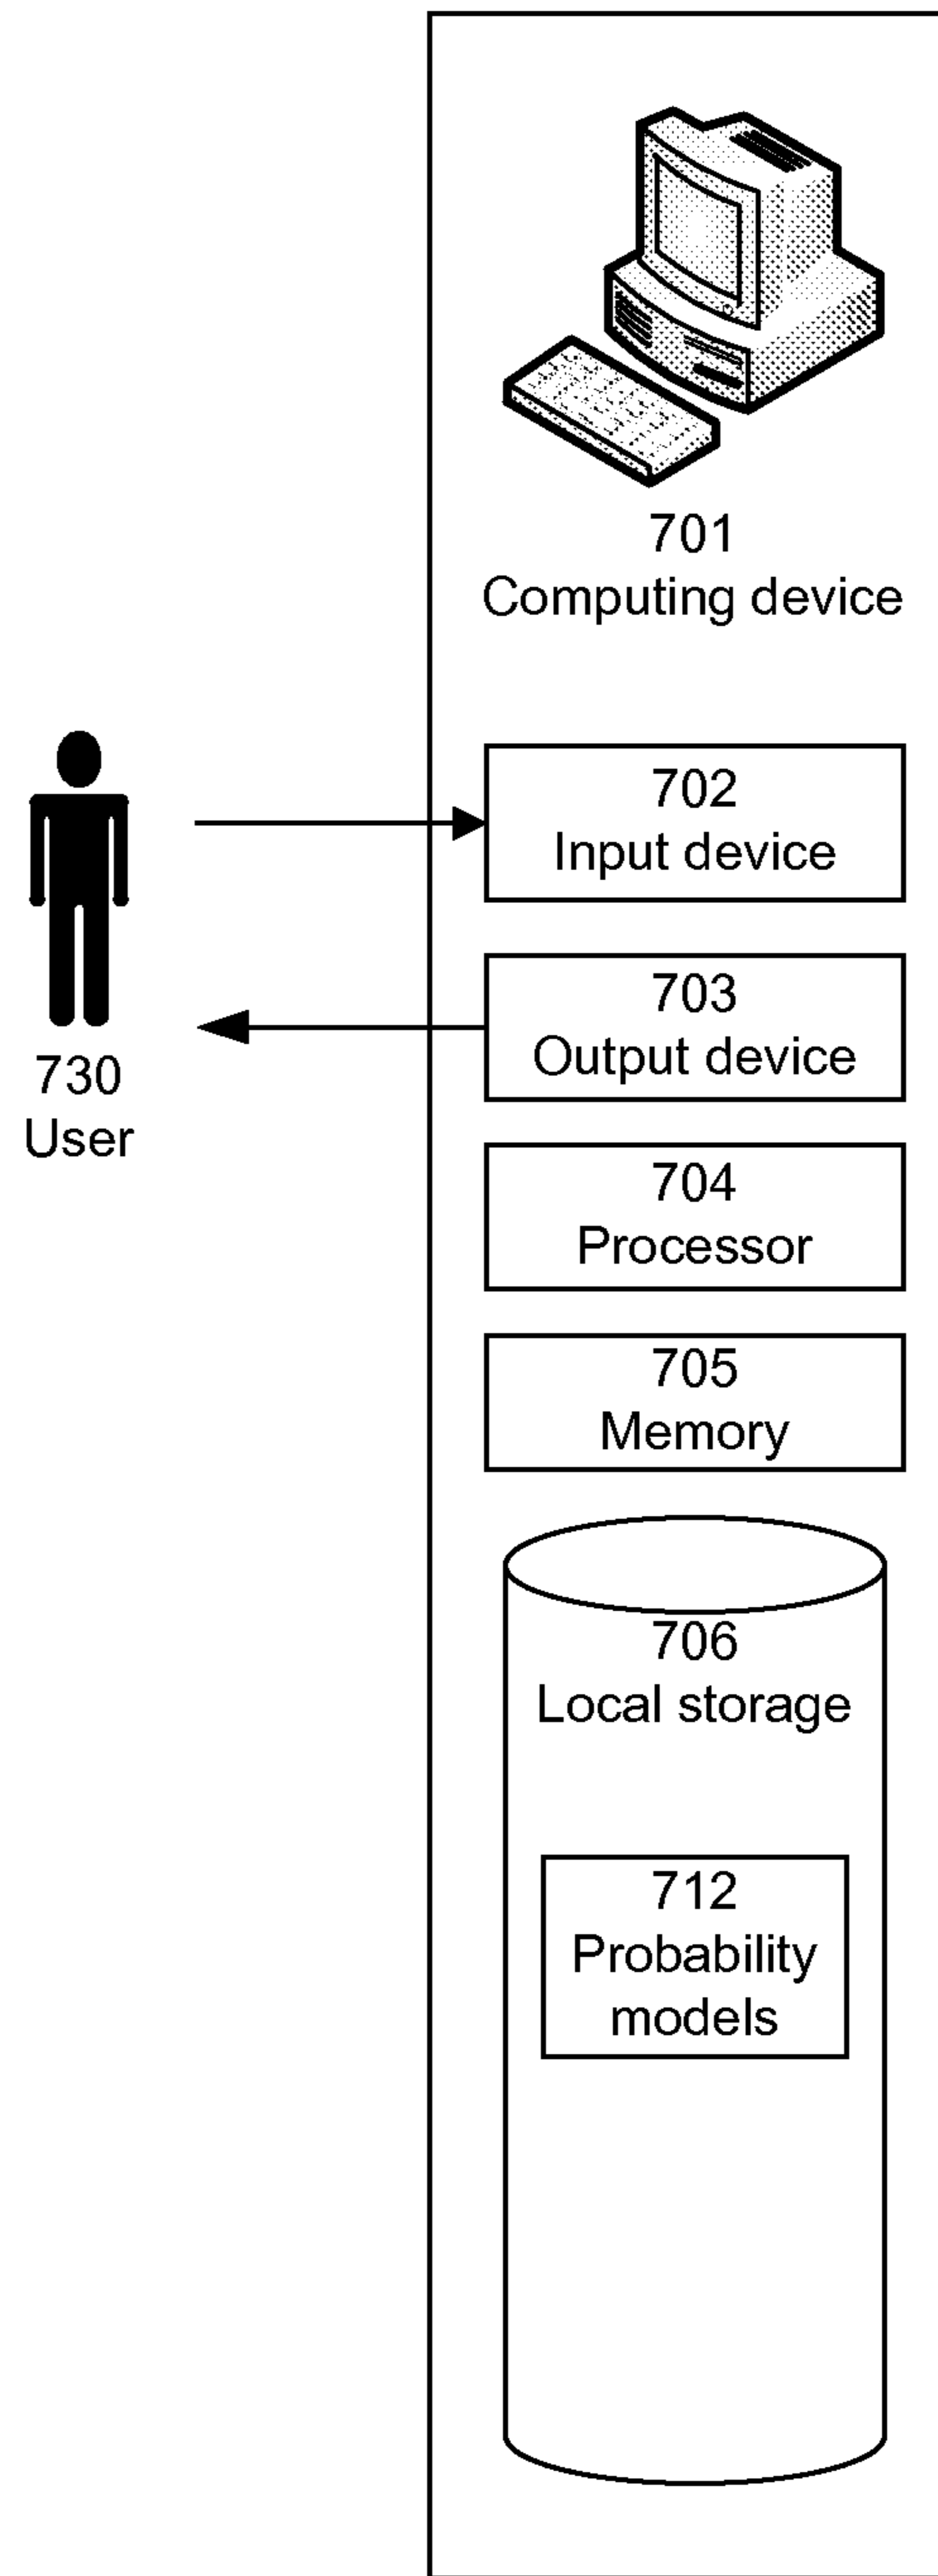 701
Computing device
702
Input device
730
User
703
Output device
704
Processor
705
Memory
706
Local storage
712
Probability
models